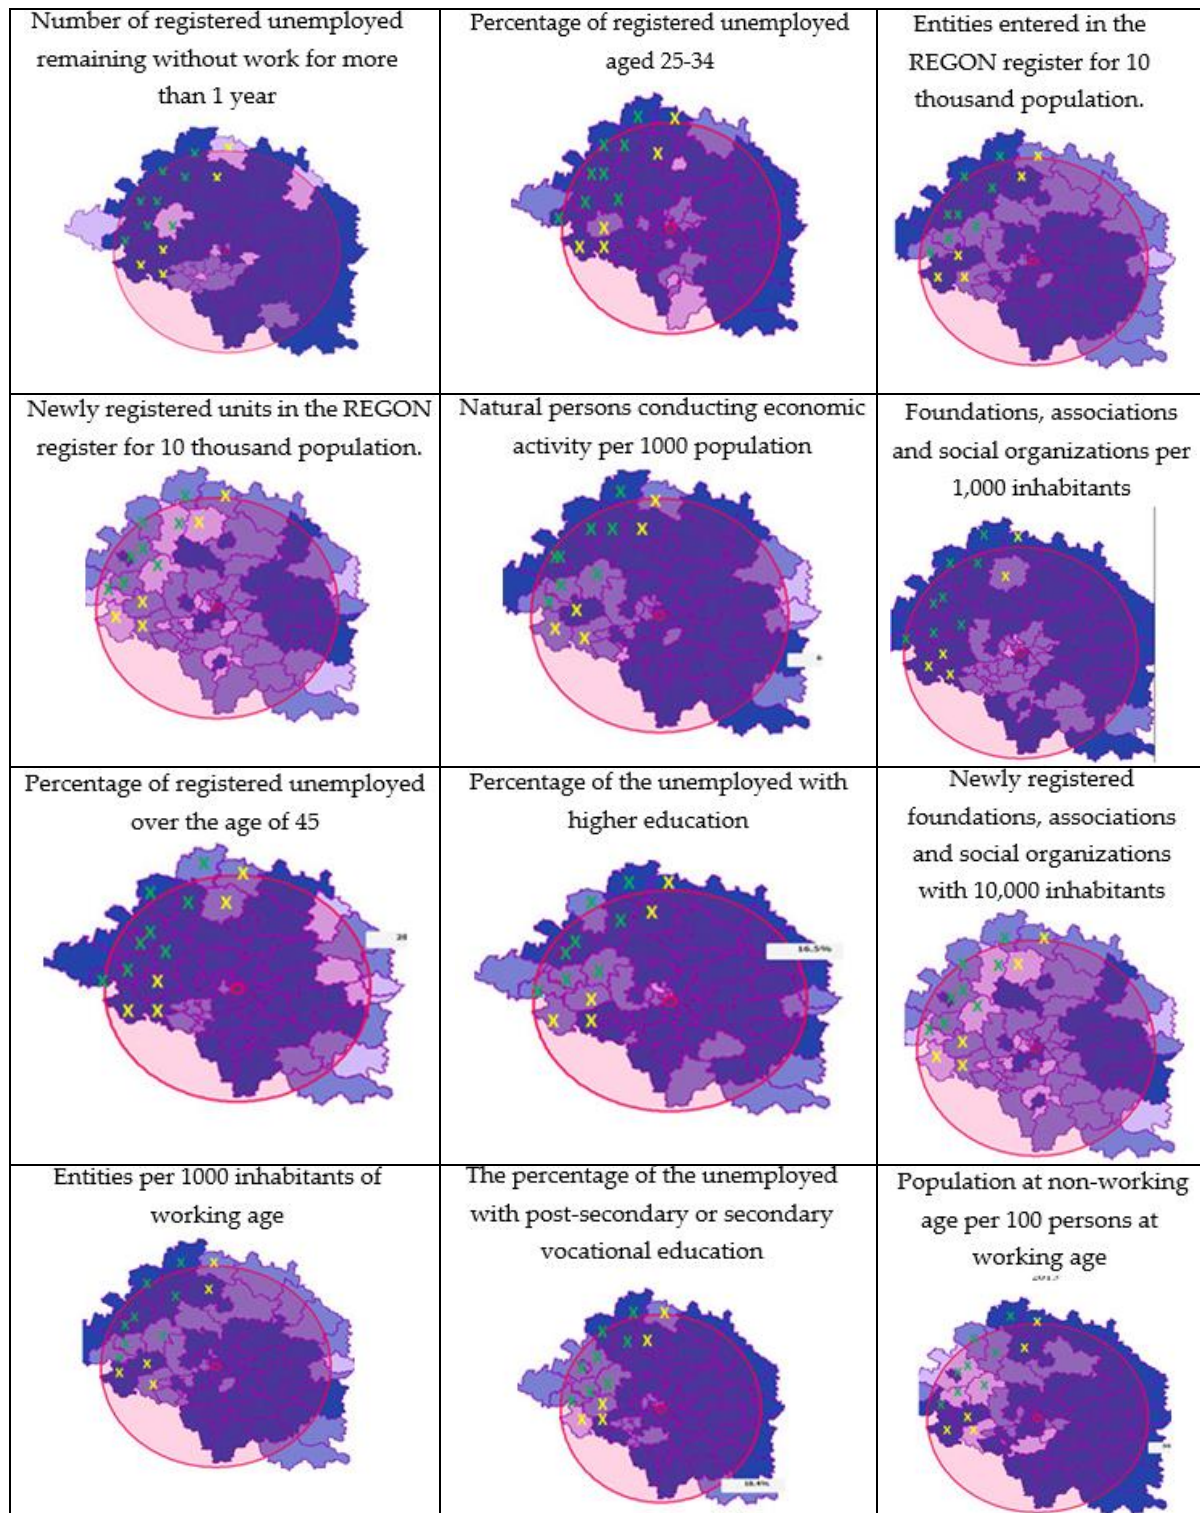 Number of registered unemployed
remaining without work for more
than 1 year
Percentage of registered unemployed
aged 25-34
Entities entered in the
REGON register for 10
thousand population.
Newly registered units in the REGON
register for 10 thousand population.
Natural persons conducting economic
activity per 1000 population
Foundations, associations
and social organizations per
1,000 inhabitants
Percentage of registered unemployed
over the age of 45
20
Percentage of the unemployed with
higher education
16.5%
Newly registered
foundations, associations
and social organizations
with 10,000 inhabitants
Entities per 1000 inhabitants of
working age
The percentage of the unemployed
with post-secondary or secondary
vocational education
Population at non-working
age per 100 persons at
working age